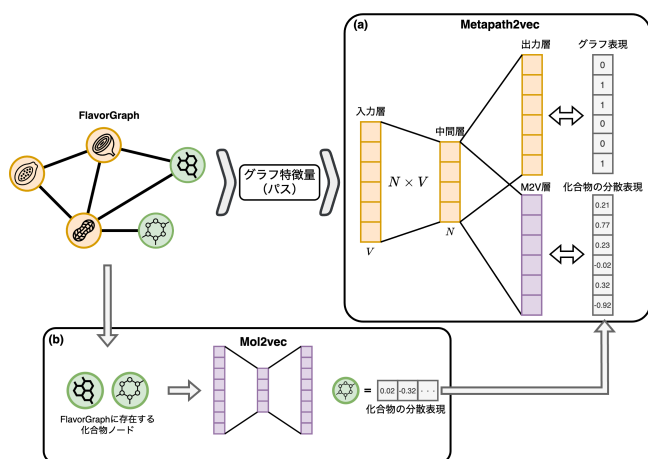 (a)
Metapath2vec
出力層
グラフ表現
FlavorGraph
入力層
中間層
グラフ特徴量
(パス)
N × V
V
N
0
1
1
0
0
1
M2V層
化合物の分散表現
0.21
0.77
0.23
-0.02
0.32
-0.92
(b)
Mol2vec
FlavorGraphに存在する
化合物ノード
= 0.02 -0.32 ・・・
化合物の分散表現